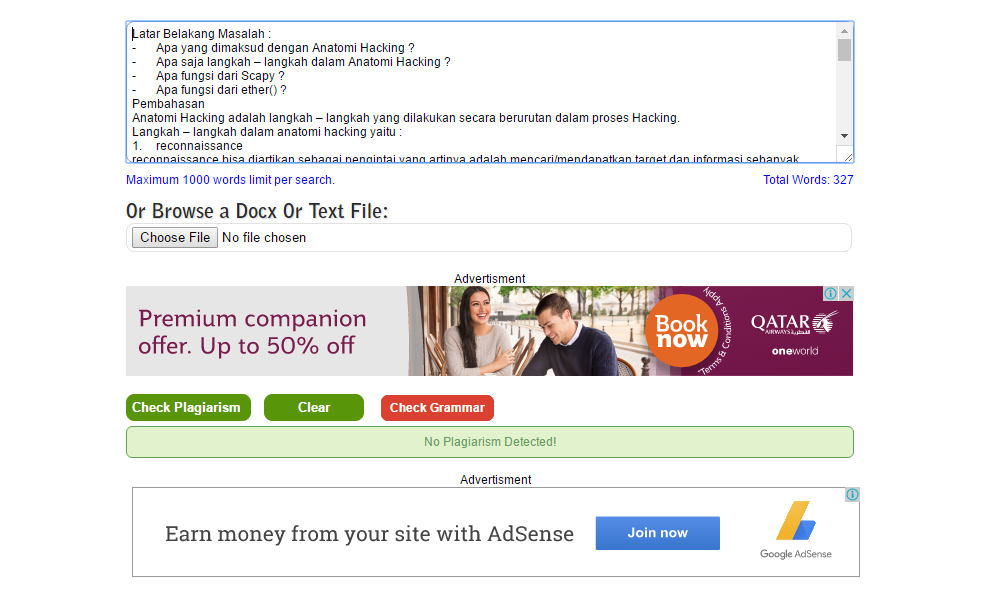 Latar Belakang Masalah :
- Apa yang dimaksud dengan Anatomi Hacking ?
- Apa saja langkah – langkah dalam Anatomi Hacking ?
- Apa fungsi dari Scapy ?
- Apa fungsi dari ether() ?
Pembahasan
Anatomi Hacking adalah langkah – langkah yang dilakukan secara berurutan dalam proses Hacking.
Langkah – langkah dalam anatomi hacking yaitu :
1. reconnaissance
reconnaissance bisa diartikan sebagai pengintai yang artinya adalah mencari/mendapatkan target dan informasi sebanyak
Maximum 1000 words limit per search.
Total Words: 327
Or Browse a Docx Or Text File:
Choose File No file chosen
Advertisment
Premium companion
offer. Up to 50% off
Book
now
Terms & Conditions Apply
QATAR
AIRWAYS القطرية
oneworld
Check Plagiarism
Clear
Check Grammar
No Plagiarism Detected!
Advertisment
Earn money from your site with AdSense
Join now
Google AdSense